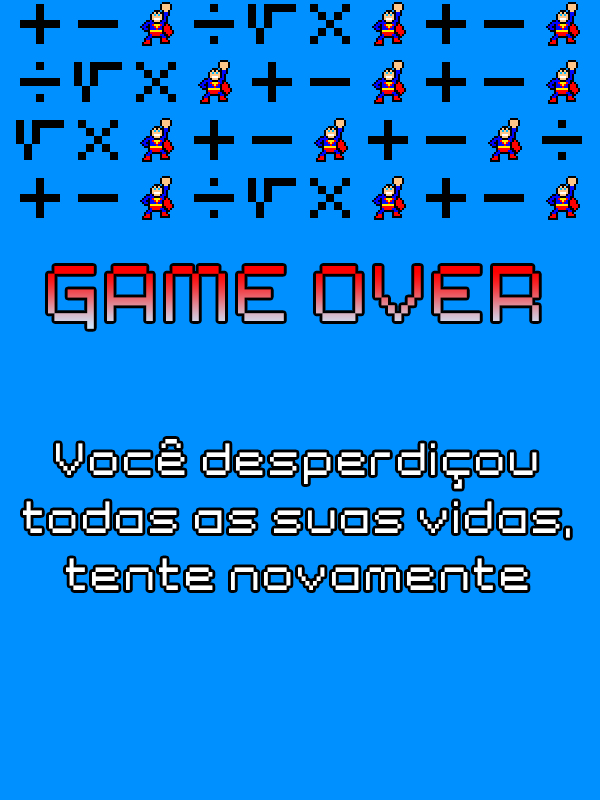 + − ÷ √ × + −
÷ √ × + − + −
√ × + − + − ÷
+ − ÷ √ × + −
GAME OVER
Você desperdiçou
todas as suas vidas,
tente novamente